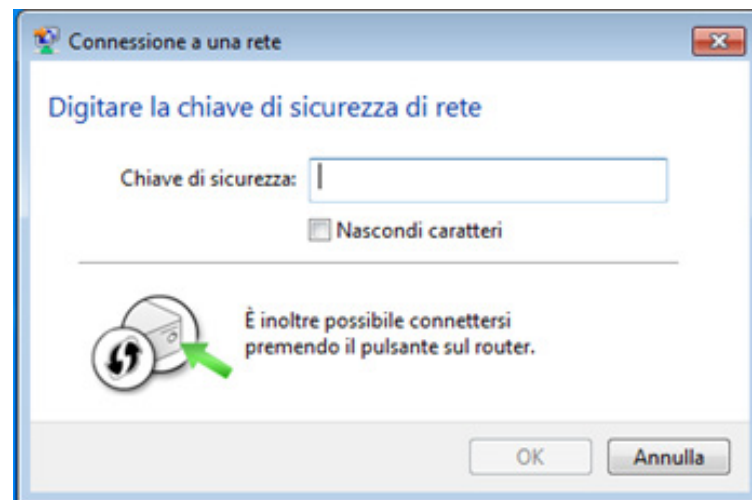 Connessione a una rete
Digitare la chiave di sicurezza di rete
Chiave di sicurezza:
Nascondi caratteri
È inoltre possibile connettersi
premendo il pulsante sul router.
OK Annulla